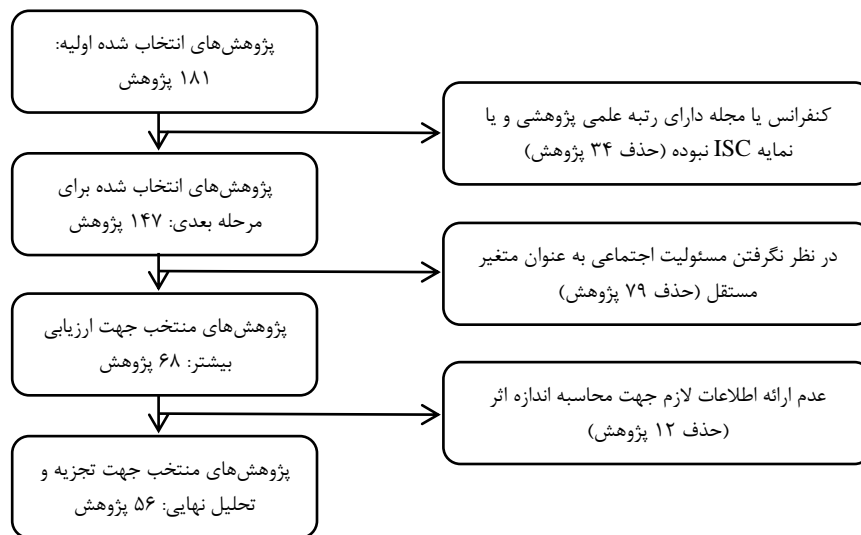 پژوهش‌های انتخاب شده اولیه:
۱۸۱ پژوهش
کنفرانس یا مجله دارای رتبه علمی پژوهشی و یا
نمایه ISC نبوده (حذف ۳۴ پژوهش)
پژوهش‌های انتخاب شده برای
مرحله بعدی: ۱۴۷ پژوهش
در نظر نگرفتن مسئولیت اجتماعی به عنوان متغیر
مستقل (حذف ۷۹ پژوهش)
پژوهش‌های منتخب جهت ارزیابی
بیشتر: ۶۸ پژوهش
عدم ارائه اطلاعات لازم جهت محاسبه اندازه اثر
(حذف ۱۲ پژوهش)
پژوهش‌های منتخب جهت تجزیه و
تحلیل نهایی: ۵۶ پژوهش